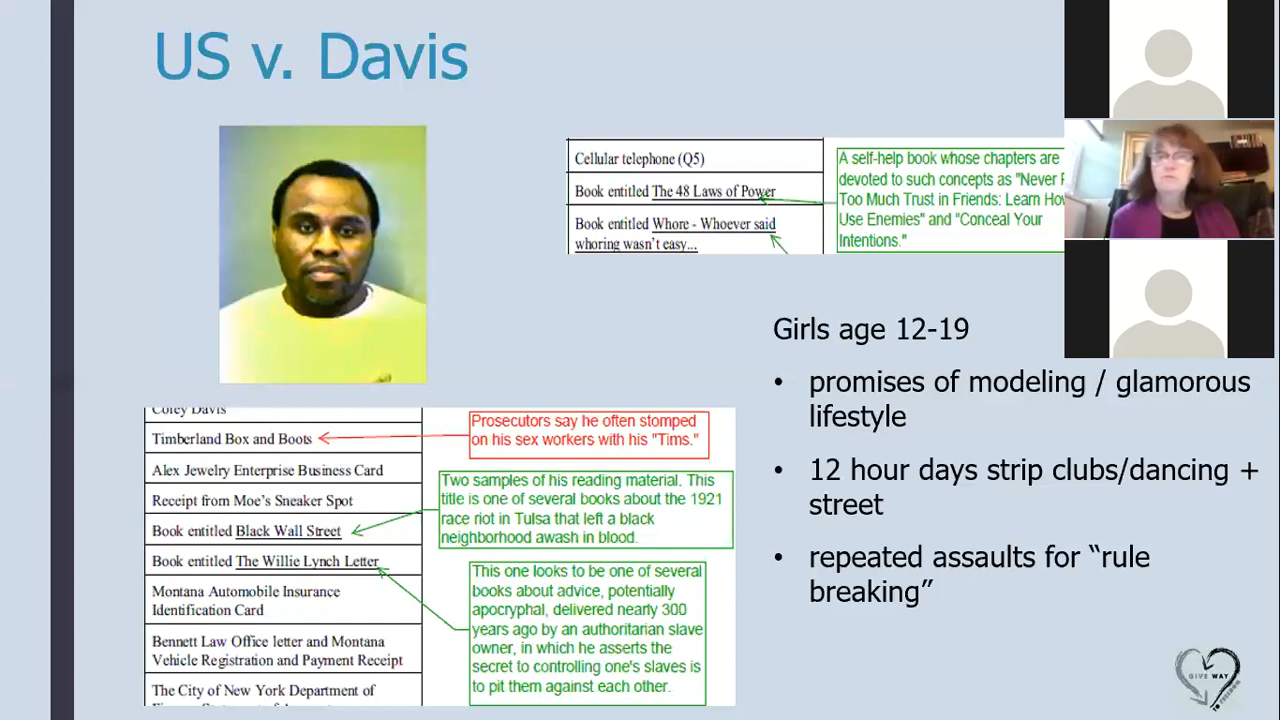 US v. Davis
Cellular telephone (Q5)
Book entitled The 48 Laws of Power
Book entitled Whore - Whoever said
whoring wasn't easy...
A self-help book whose chapters are
devoted to such concepts as "Never
Too Much Trust in Friends: Learn
Use Enemies" and "Conceal Your
Intentions."
Girls age 12-19
• promises of modeling / glamorous
lifestyle
• 12 hour days strip clubs/dancing +
street
• repeated assaults for “rule
breaking”
Corey Davis
Timberland Box and Boots
Alex Jewelry Enterprise Business Card
Receipt from Moe's Sneaker Spot
Book entitled Black Wall Street
Book entitled The Willie Lynch Letter
Montana Automobile Insurance
Identification Card
Bennett Law Office letter and Montana
Vehicle Registration and Payment Receipt
The City of New York Department of
Prosecutors say he often stomped
on his sex workers with his "Tims."
Two samples of his reading material. This
title is one of several books about the 1921
race riot in Tulsa that left a black
neighborhood awash in blood.
This one looks to be one of several
books about advice, potentially
apocryphal, delivered nearly 300
years ago by an authoritarian slave
owner, in which he asserts the
secret to controlling one's slaves is
to pit them against each other.
GIVE WAY
TO FREEDOM